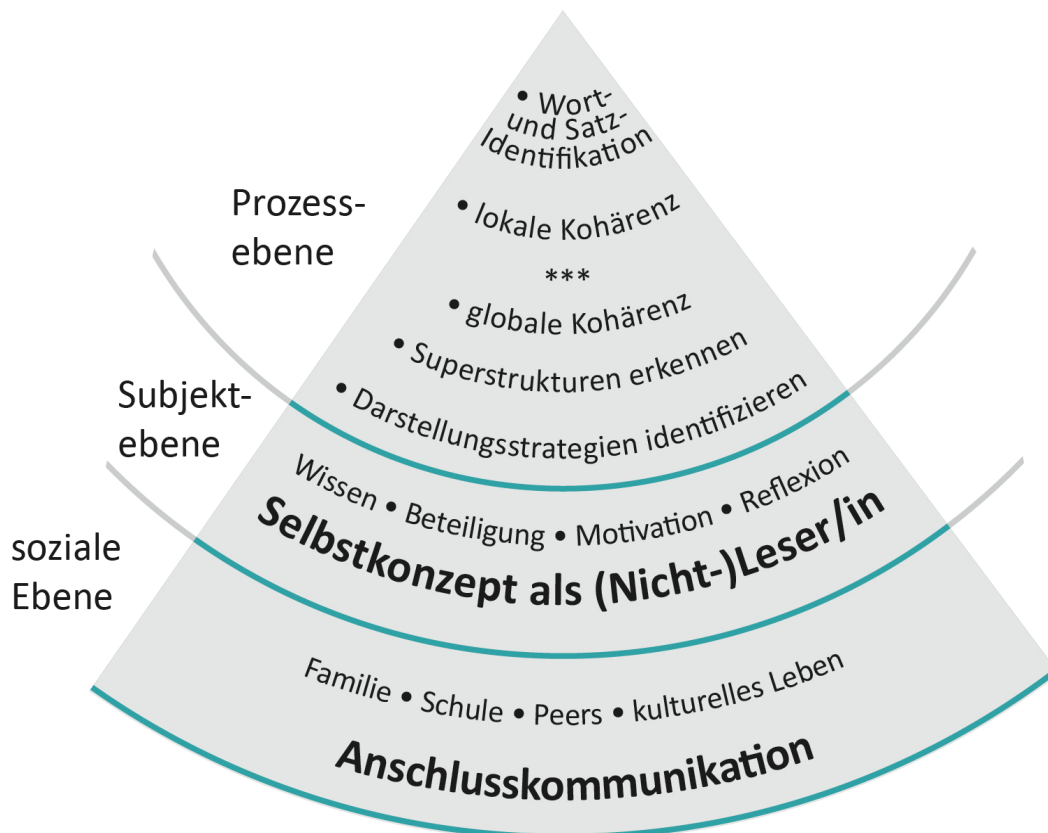 • Wort-
und Satz-
Identifikation
Prozess-
ebene
• lokale Kohärenz
***
• globale Kohärenz
• Superstrukturen erkennen
• Darstellungsstrategien identifizieren
Subjekt-
ebene
Wissen • Beteiligung • Motivation • Reflexion
Selbstkonzept als (Nicht-)Leser/in
soziale
Ebene
Familie • Schule • Peers • kulturelles Leben
Anschlusskommunikation